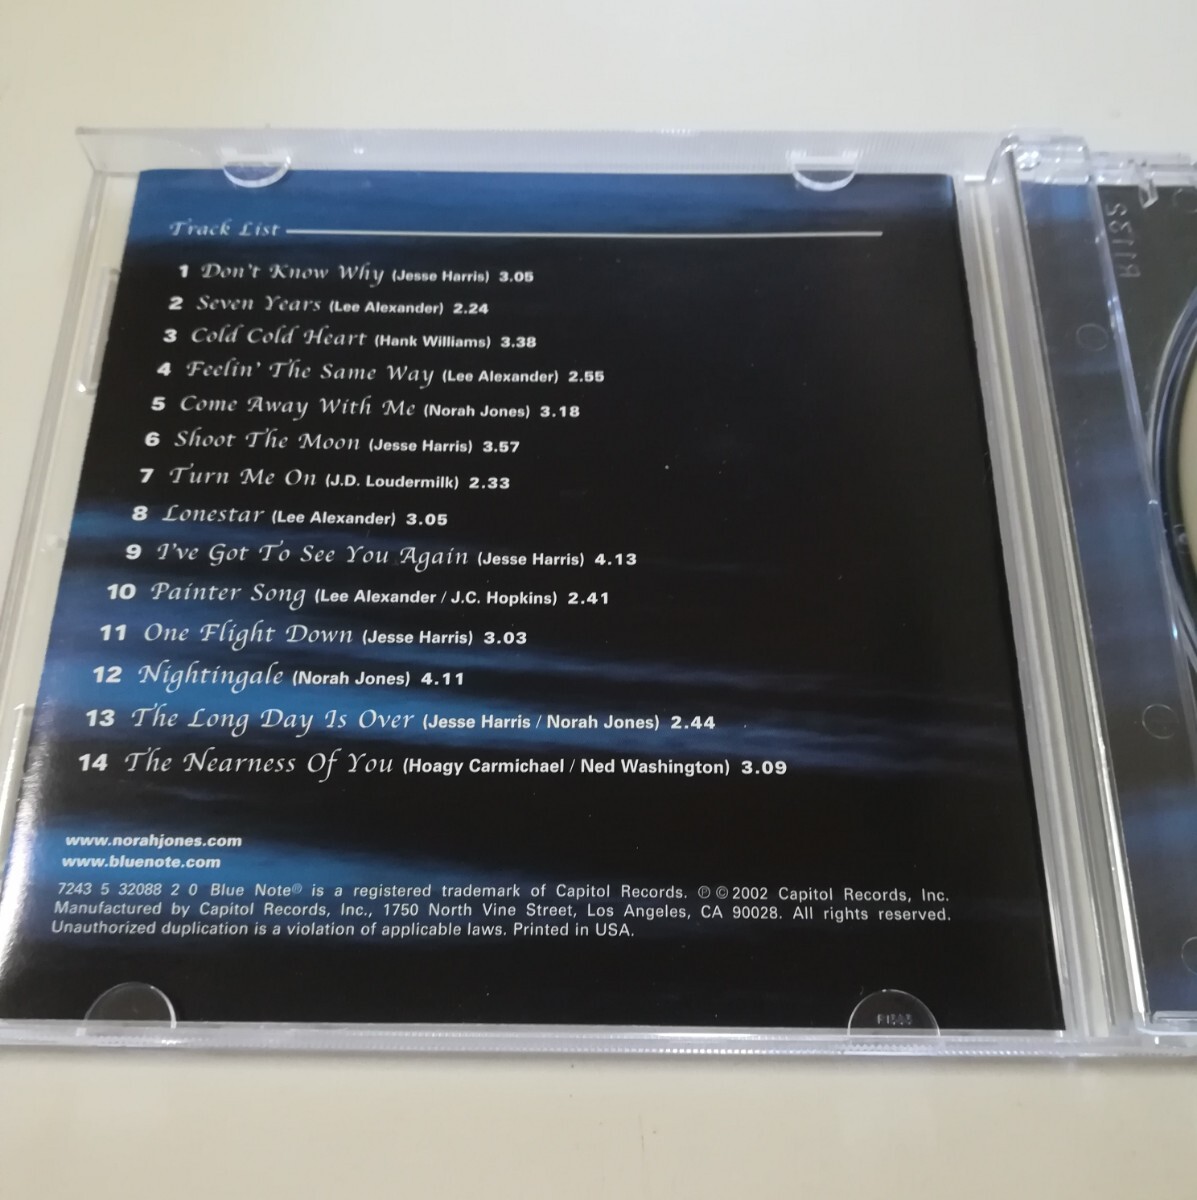 Track List
1 Don't Know Why (Jesse Harris) 3.05
2 Seven Years (Lee Alexander) 2.24
3 Cold Cold Heart (Hank Williams) 3.38
4 Feelin' The Same Way (Lee Alexander) 2.55
5 Come Away With Me (Norah Jones) 3.18
6 Shoot The Moon (Jesse Harris) 3.57
7 Turn Me On (J.D. Loudermilk) 2.33
8 Lonestar (Lee Alexander) 3.05
9 I've Got To See You Again (Jesse Harris) 4.13
10 Painter Song (Lee Alexander / J.C. Hopkins) 2.41
11 One Flight Down (Jesse Harris) 3.03
12 Nightingale (Norah Jones) 4.11
13 The Long Day Is Over (Jesse Harris / Norah Jones) 2.44
14 The Nearness Of You (Hoagy Carmichael / Ned Washington) 3.09
www.norahjones.com
www.bluenote.com
7243 5 32088 2 0 Blue Note® is a registered trademark of Capitol Records. ℗ © 2002 Capitol Records, Inc.
Manufactured by Capitol Records, Inc., 1750 North Vine Street, Los Angeles, CA 90028. All rights reserved.
Unauthorized duplication is a violation of applicable laws. Printed in USA.